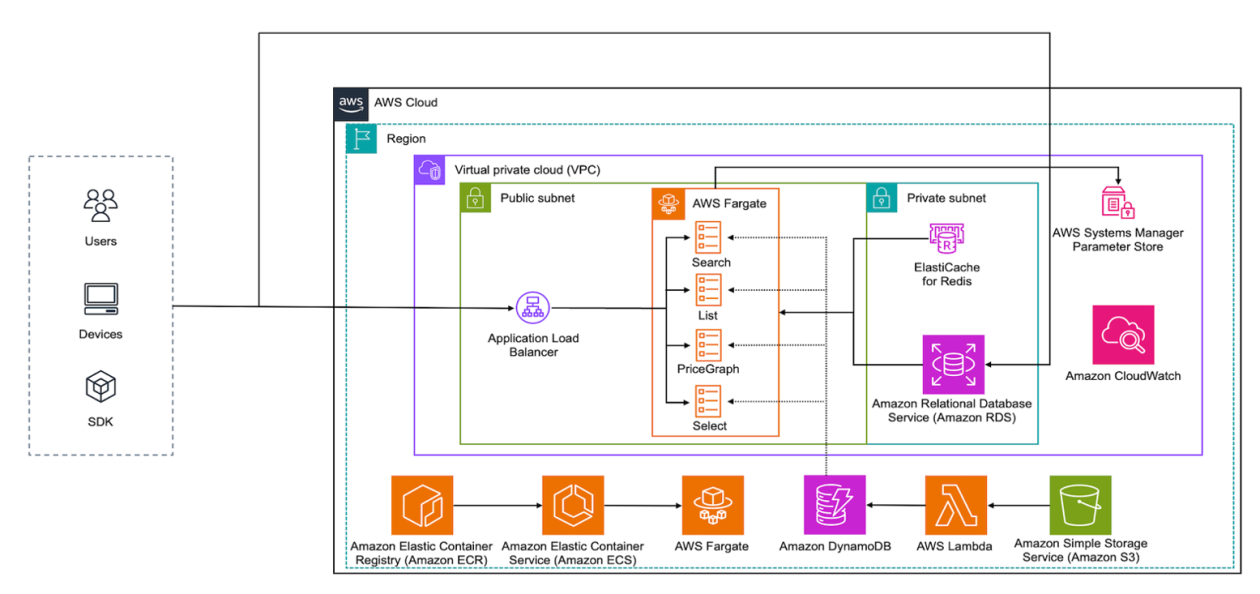 aws
AWS Cloud
Region
Virtual private cloud (VPC)
Public subnet
AWS Fargate
Private subnet
Users
Devices
SDK
Application Load
Balancer
Search
List
PriceGraph
Select
R
ElastiCache
for Redis
Amazon Relational Database
Service (Amazon RDS)
AWS Systems Manager
Parameter Store
Amazon CloudWatch
Amazon Elastic Container
Registry (Amazon ECR)
Amazon Elastic Container
Service (Amazon ECS)
AWS Fargate
Amazon DynamoDB
AWS Lambda
Amazon Simple Storage
Service (Amazon S3)